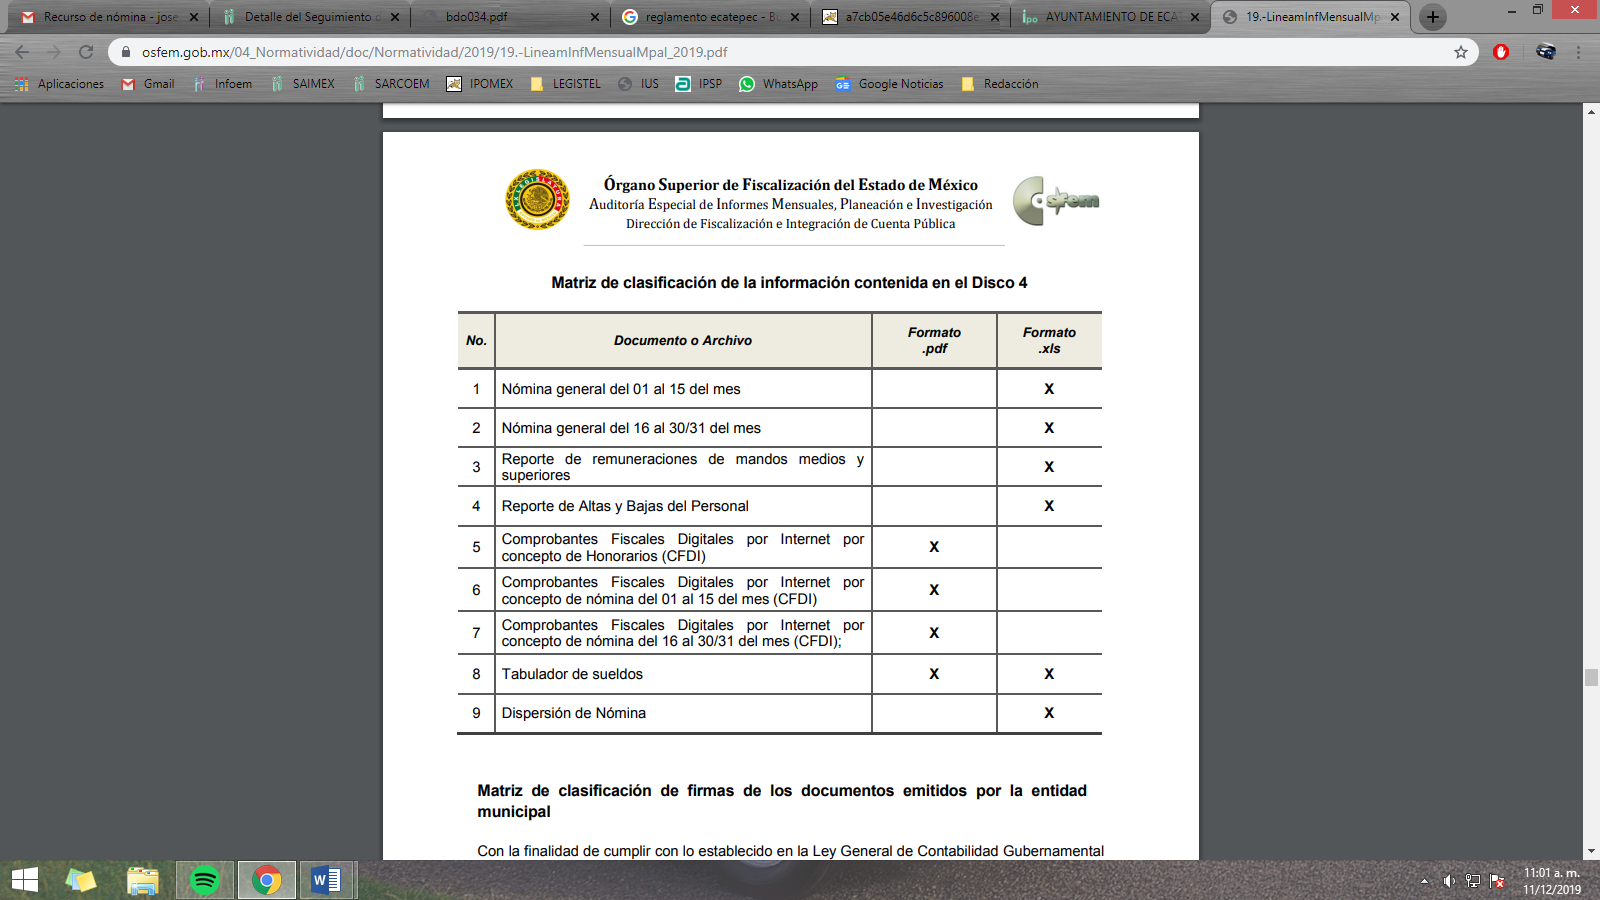 Recurso de nómina - jose
Detalle del Seguimiento d
bdo034.pdf
reglamento ecatepec - Bu
a7cb05e46d6c5c896008e
AYUNTAMIENTO DE ECA
19.-LineamInfMensualMp
osfem.gob.mx/04_Normatividad/doc/Normatividad/2019/19.-LineamInfMensualMpal_2019.pdf
Aplicaciones
Gmail
Infoem
SAIMEX
SARCOEM
IPOMEX
LEGISTEL
IUS
IPSP
WhatsApp
Google Noticias
Redacción
Órgano Superior de Fiscalización del Estado de México
Auditoría Especial de Informes Mensuales, Planeación e Investigación
Dirección de Fiscalización e Integración de Cuenta Pública
osfem
Matriz de clasificación de la información contenida en el Disco 4
No.
Documento o Archivo
Formato
.pdf
Formato
.xls
1 Nómina general del 01 al 15 del mes X
2 Nómina general del 16 al 30/31 del mes X
3 Reporte de remuneraciones de mandos medios y
superiores X
4 Reporte de Altas y Bajas del Personal X
5 Comprobantes Fiscales Digitales por Internet por
concepto de Honorarios (CFDI) X
6 Comprobantes Fiscales Digitales por Internet por
concepto de nómina del 01 al 15 del mes (CFDI) X
7 Comprobantes Fiscales Digitales por Internet por
concepto de nómina del 16 al 30/31 del mes (CFDI); X
8 Tabulador de sueldos X X
9 Dispersión de Nómina X
Matriz de clasificación de firmas de los documentos emitidos por la entidad
municipal
Con la finalidad de cumplir con lo establecido en la Ley General de Contabilidad Gubernamental
11:01 a. m.
11/12/2019